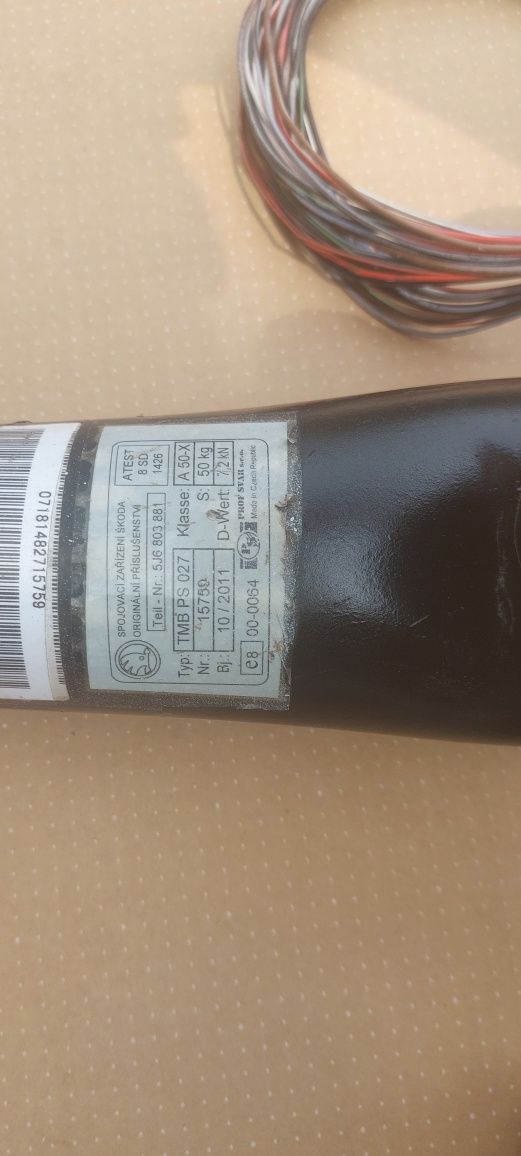 0718148271 5759
SPOJOVACÍ ZAŘÍZENÍ ŠKODA
ORIGINÁLNÍ PŘÍSLUŠENSTVÍ
Teil - Nr.: 5J6 803 881
ATEST
8 SD
1426
Typ: TMB PS 027 Klasse: A 50-X
Nr.: 15759 S: 50 kg
Bj.: 10 / 2011 D-Wert: 7,2 kN
e8 00-0064
PROF SVAR s.r.o.
Made in Czech Republic